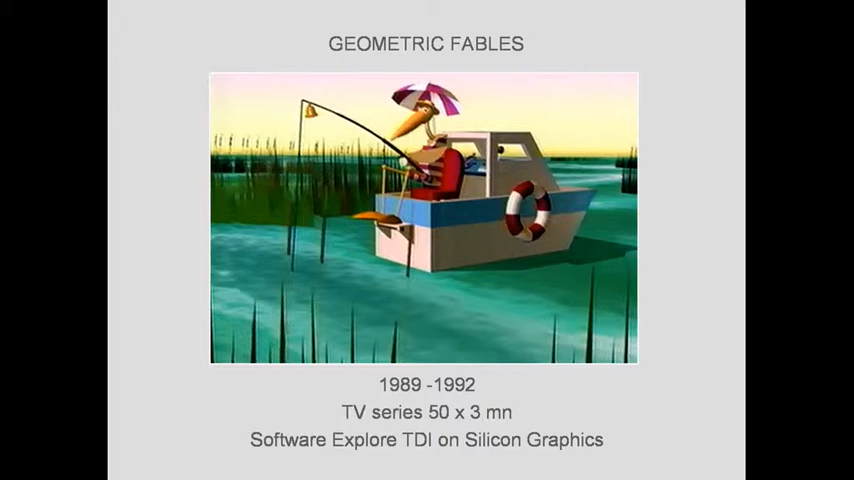 GEOMETRIC FABLES
1989 -1992
TV series 50 x 3 mn
Software Explore TDI on Silicon Graphics